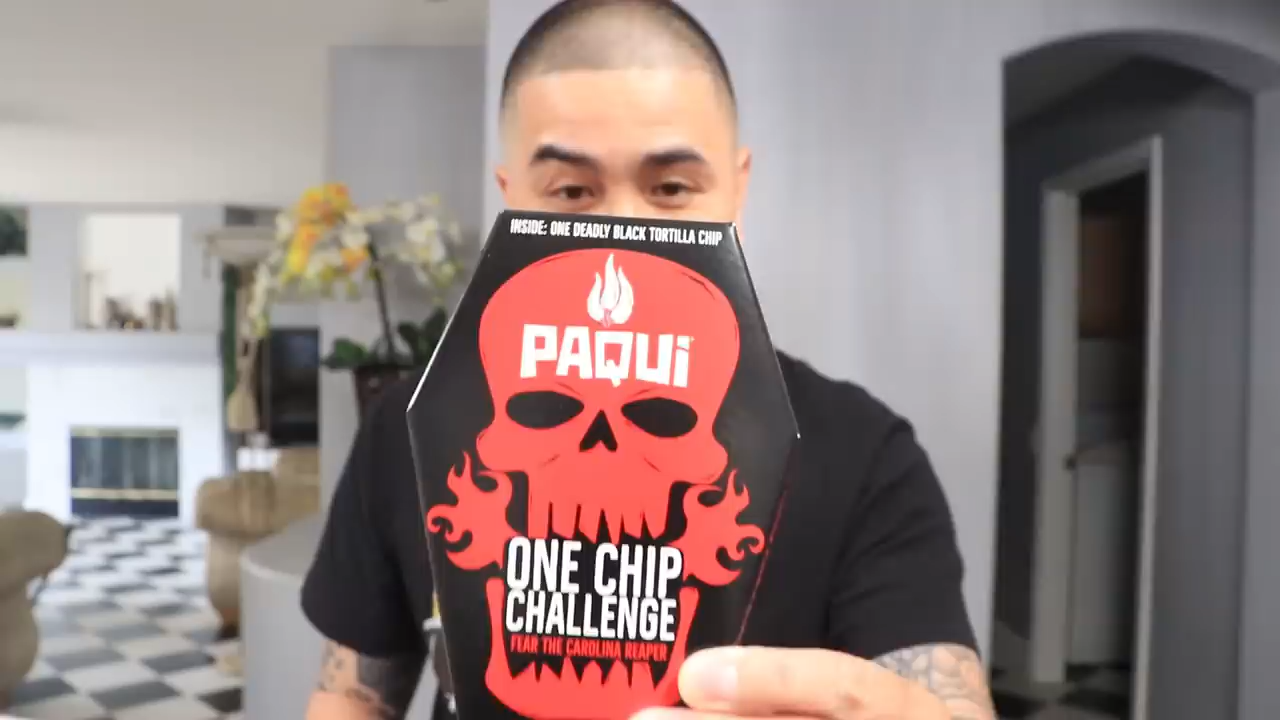 INSIDE: ONE DEADLY BLACK TORTILLA CHIP
PAQUI
ONE CHIP
CHALLENGE
FEAR THE CAROLINA REAPER